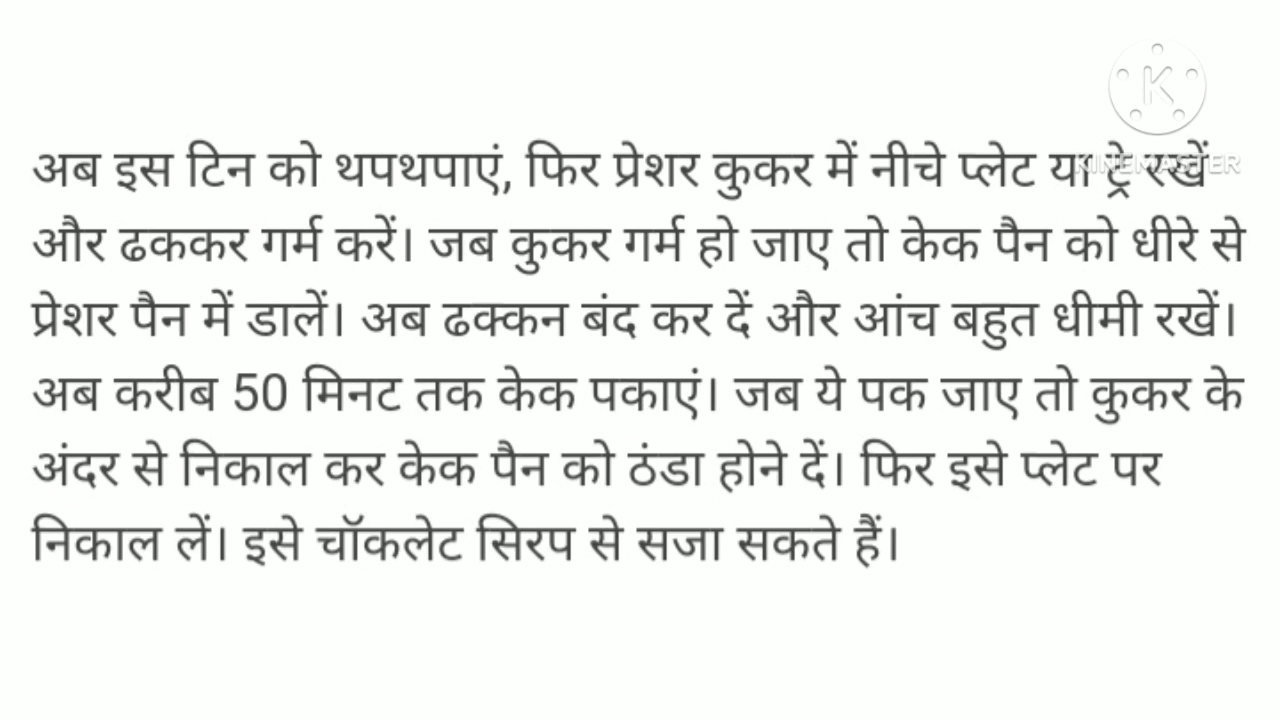 अब इस टिन को थपथपाएं, फिर प्रेशर कुकर में नीचे प्लेट या ट्रे रखें
और ढककर गर्म करें। जब कुकर गर्म हो जाए तो केक पैन को धीरे से
प्रेशर पैन में डालें। अब ढक्कन बंद कर दें और आंच बहुत धीमी रखें।
अब करीब 50 मिनट तक केक पकाएं। जब ये पक जाए तो कुकर के
अंदर से निकाल कर केक पैन को ठंडा होने दें। फिर इसे प्लेट पर
निकाल लें। इसे चॉकलेट सिरप से सजा सकते हैं।
K
KINEMASTER